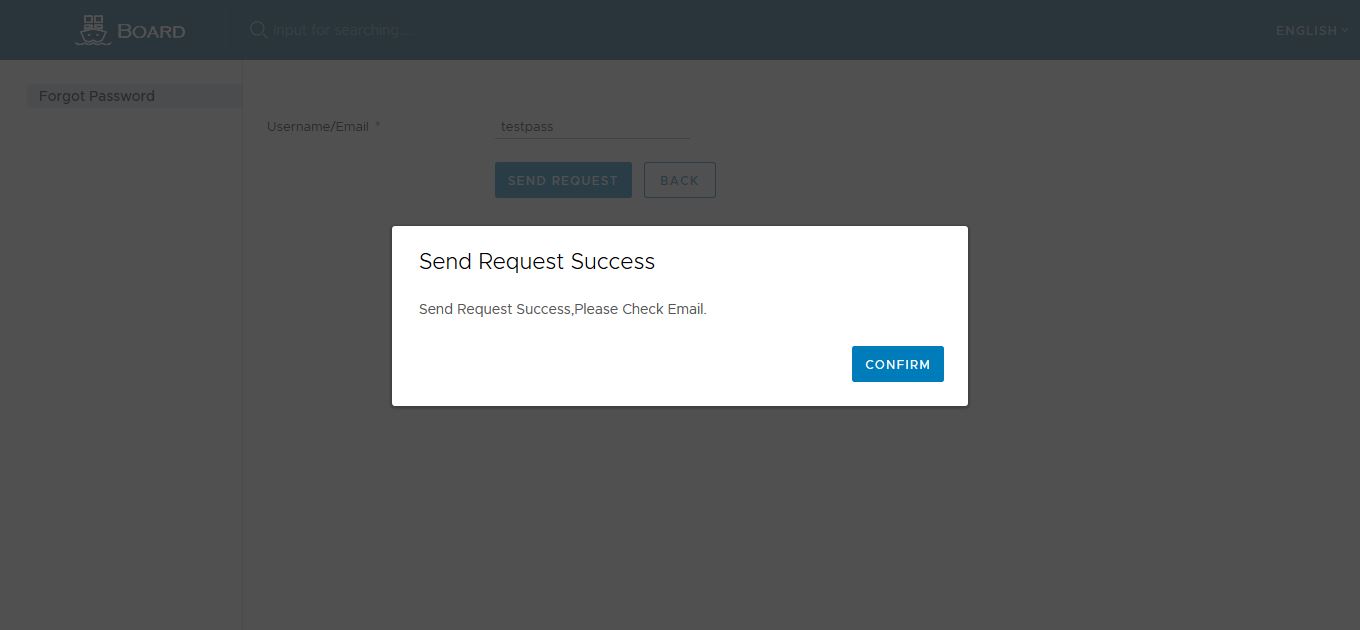 BOARD
Input for searching...
ENGLISH
Forgot Password
Username/Email *
testpass
SEND REQUEST
BACK
Send Request Success
Send Request Success,Please Check Email.
CONFIRM